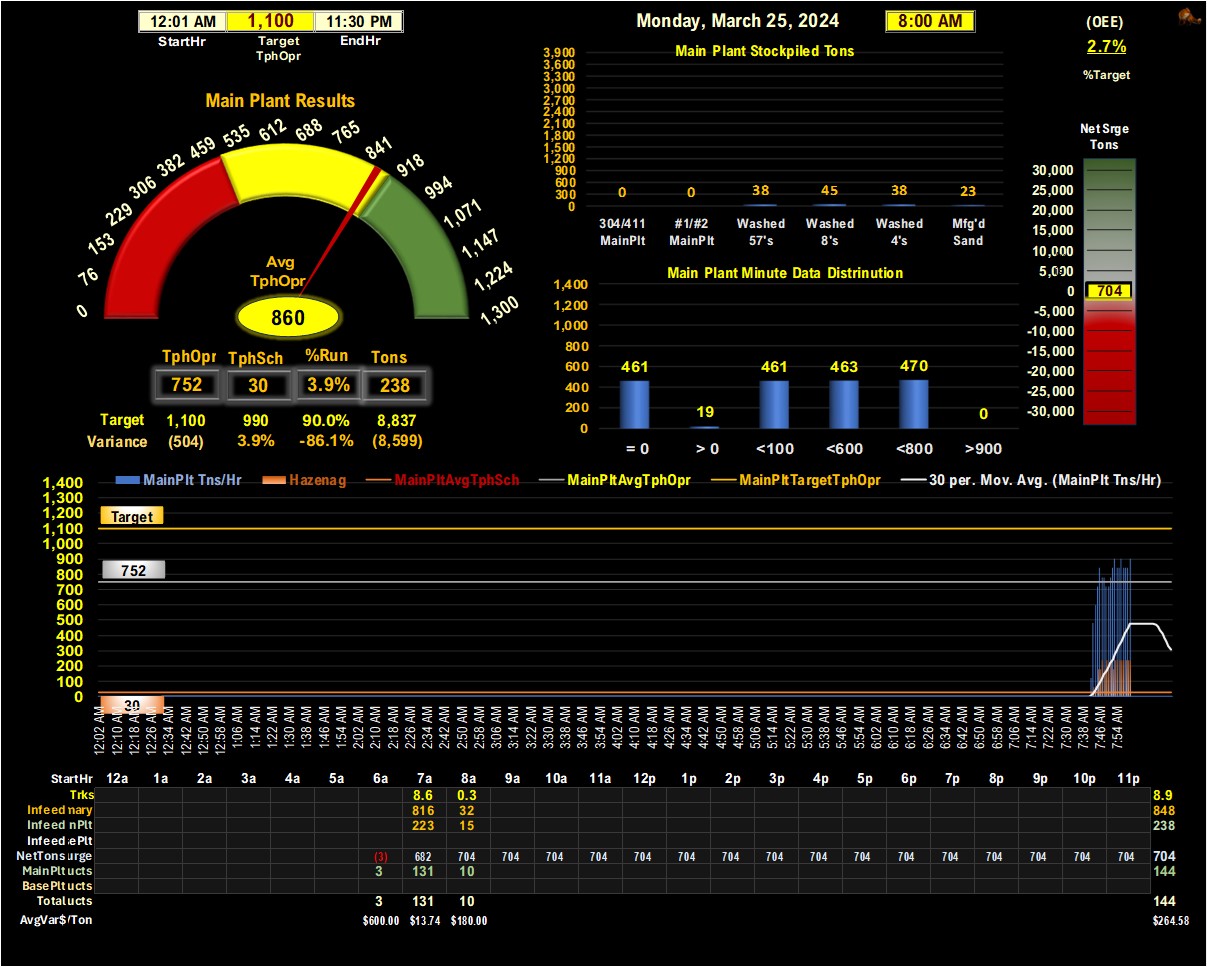 12:01 AM 1,100 11:30 PM
StartHr Target EndHr
TphOpr
Monday, March 25, 2024 8:00 AM
(OEE)
2.7%
%Target
Main Plant Results
0 76 153 229 306 382 459 535 612 688 765 841 918 994 1,071 1,147 1,224 1,300
Avg
TphOpr
860
TphOpr TphSch %Run Tons
752 30 3.9% 238
Target 1,100 990 90.0% 8,837
Variance (504) 3.9% -86.1% (8,599)
Main Plant Stockpiled Tons
3,900
3,600
3,300
3,000
2,700
2,400
2,100
1,800
1,500
1,200
900
600
300
0
0 0 38 45 38 23
304/411 #1/#2 Washed Washed Washed Mfg'd
MainPlt MainPlt 57's 8's 4's Sand
Main Plant Minute Data Distrinution
1,400
1,200
1,000
800
600
400
200
0
461 19 461 463 470 0
= 0 > 0 <100 <600 <800 >900
Net Srge
Tons
30,000
25,000
20,000
15,000
10,000
5,000
0
-5,000
-10,000
-15,000
-20,000
-25,000
-30,000
704
MainPlt Tns/Hr Hazenag MainPltAvgTphSch MainPltAvgTphOpr MainPltTargetTphOpr 30 per. Mov. Avg. (MainPlt Tns/Hr)
1,400
1,300
1,200
1,100
1,000
900
800
700
600
500
400
300
200
100
0
Target
752
30
12:02 AM 12:10 AM 12:18 AM 12:26 AM 12:34 AM 12:42 AM 12:50 AM 12:58 AM 1:06 AM 1:14 AM 1:22 AM 1:30 AM 1:38 AM 1:46 AM 1:54 AM 2:02 AM 2:10 AM 2:18 AM 2:26 AM 2:34 AM 2:42 AM 2:50 AM 2:58 AM 3:06 AM 3:14 AM 3:22 AM 3:30 AM 3:38 AM 3:46 AM 3:54 AM 4:02 AM 4:10 AM 4:18 AM 4:26 AM 4:34 AM 4:42 AM 4:50 AM 4:58 AM 5:06 AM 5:14 AM 5:22 AM 5:30 AM 5:38 AM 5:46 AM 5:54 AM 6:02 AM 6:10 AM 6:18 AM 6:26 AM 6:34 AM 6:42 AM 6:50 AM 6:58 AM 7:06 AM 7:14 AM 7:22 AM 7:30 AM 7:38 AM 7:46 AM 7:54 AM
StartHr 12a 1a 2a 3a 4a 5a 6a 7a 8a 9a 10a 11a 12p 1p 2p 3p 4p 5p 6p 7p 8p 9p 10p 11p
Trks 8.6 0.3 8.9
Infeed nary 816 32 848
Infeed nPlt 223 15 238
Infeed ePlt
NetTons urge (3) 682 704 704 704 704 704 704 704 704 704 704 704 704 704 704 704 704 704 704
MainPlt ucts 3 131 10 144
BasePlt ucts
Total ucts 3 131 10 144
AvgVar$/Ton $600.00 $13.74 $180.00 $264.58